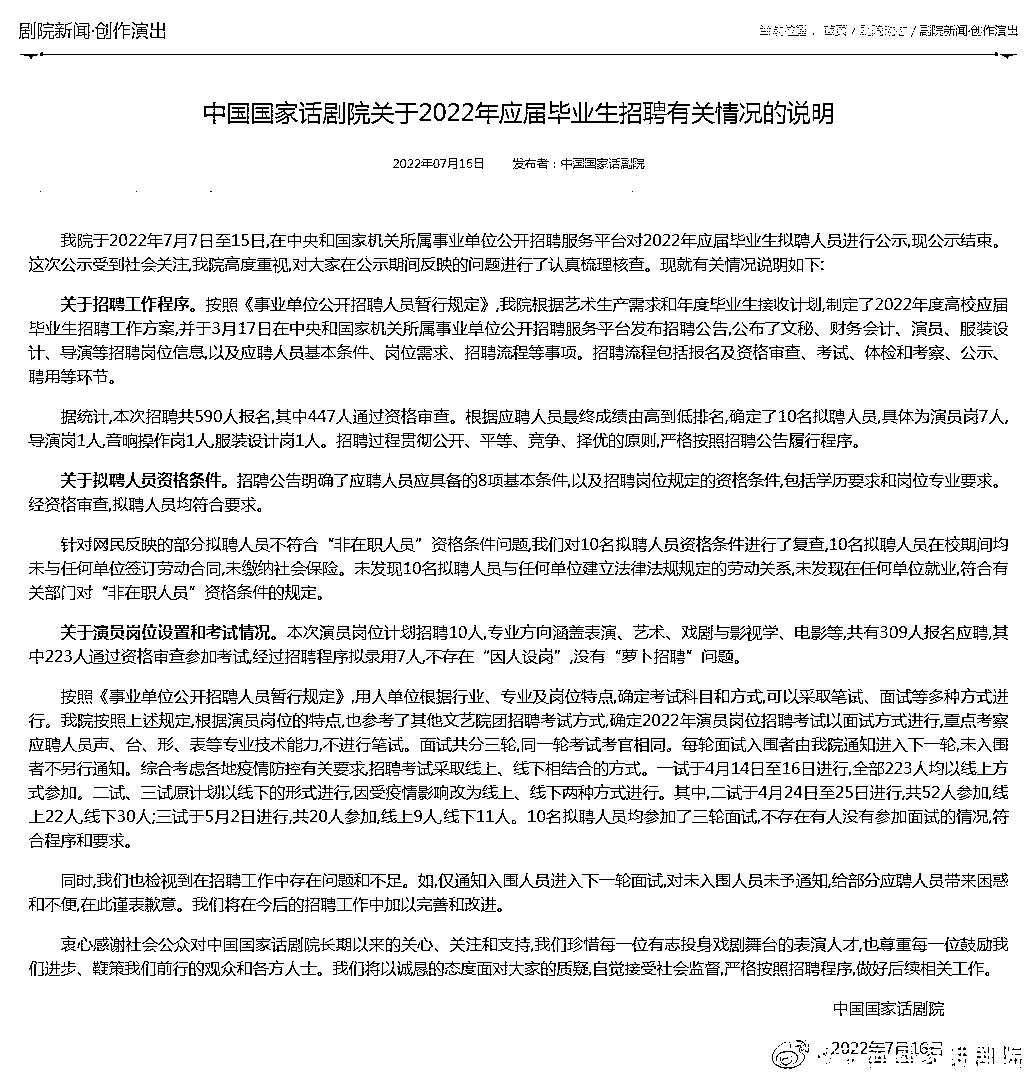 剧院新闻·创作演出
/ 剧院新闻·创作演出
中国国家话剧院关于2022年应届毕业生招聘有关情况的说明
2022年07月16日 发布者：中国国家话剧院
我院于2022年7月7日至15日,在中央和国家机关所属事业单位公开招聘服务平台对2022年应届毕业生拟聘人员进行公示,现公示结束。
这次公示受到社会关注,我院高度重视,对大家在公示期间反映的问题进行了认真梳理核查。现就有关情况说明如下:
关于招聘工作程序。按照《事业单位公开招聘人员暂行规定》,我院根据艺术生产需求和年度毕业生接收计划,制定了2022年度高校应届
毕业生招聘工作方案,并于3月17日在中央和国家机关所属事业单位公开招聘服务平台发布招聘公告,公布了文秘、财务会计、演员、服装设
计、导演等招聘岗位信息,以及应聘人员基本条件、岗位需求、招聘流程等事项。招聘流程包括报名及资格审查、考试、体检和考察、公示、
聘用等环节。
据统计,本次招聘共590人报名,其中447人通过资格审查。根据应聘人员最终成绩由高到低排名,确定了10名拟聘人员,具体为演员岗7人,
导演岗1人,音响操作岗1人,服装设计岗1人。招聘过程贯彻公开、平等、竞争、择优的原则,严格按照招聘公告履行程序。
关于拟聘人员资格条件。招聘公告明确了应聘人员应具备的8项基本条件,以及招聘岗位规定的资格条件,包括学历要求和岗位专业要求。
经资格审查,拟聘人员均符合要求。
针对网民反映的部分拟聘人员不符合“非在职人员”资格条件问题,我们对10名拟聘人员资格条件进行了复查,10名拟聘人员在校期间均
未与任何单位签订劳动合同,未缴纳社会保险。未发现10名拟聘人员与任何单位建立法律法规规定的劳动关系,未发现在任何单位就业,符合有
关部门对“非在职人员”资格条件的规定。
关于演员岗位设置和考试情况。本次演员岗位计划招聘10人,专业方向涵盖表演、艺术、戏剧与影视学、电影等,共有309人报名应聘,其
中223人通过资格审查参加考试,经过招聘程序拟录用7人,不存在“因人设岗”,没有“萝卜招聘”问题。
按照《事业单位公开招聘人员暂行规定》,用人单位根据行业、专业及岗位特点,确定考试科目和方式,可以采取笔试、面试等多种方式进
行。我院按照上述规定,根据演员岗位的特点,也参考了其他文艺院团招聘考试方式,确定2022年演员岗位招聘考试以面试方式进行,重点考察
应聘人员声、台、形、表等专业技术能力,不进行笔试。面试共分三轮,同一轮考试考官相同。每轮面试入围者由我院通知进入下一轮,未入围
者不另行通知。综合考虑各地疫情防控有关要求,招聘考试采取线上、线下相结合的方式。一试于4月14日至16日进行,全部223人均以线上方
式参加。二试、三试原计划以线下的形式进行,因受疫情影响改为线上、线下两种方式进行。其中,二试于4月24日至25日进行,共52人参加,线
上22人,线下30人;三试于5月2日进行,共20人参加,线上9人,线下11人。10名拟聘人员均参加了三轮面试,不存在有人没有参加面试的情况,符
合程序和要求。
同时,我们也检视到在招聘工作中存在问题和不足。如,仅通知入围人员进入下一轮面试,对未入围人员未予通知,给部分应聘人员带来困惑
和不便,在此谨表歉意。我们将在今后的招聘工作中加以完善和改进。
衷心感谢社会公众对中国国家话剧院长期以来的关心、关注和支持,我们珍惜每一位有志投身戏剧舞台的表演人才,也尊重每一位鼓励我
们进步、鞭策我们前行的观众和各方人士。我们将以诚恳的态度面对大家的质疑,自觉接受社会监督,严格按照招聘程序,做好后续相关工作。
中国国家话剧院
2022年7月16日